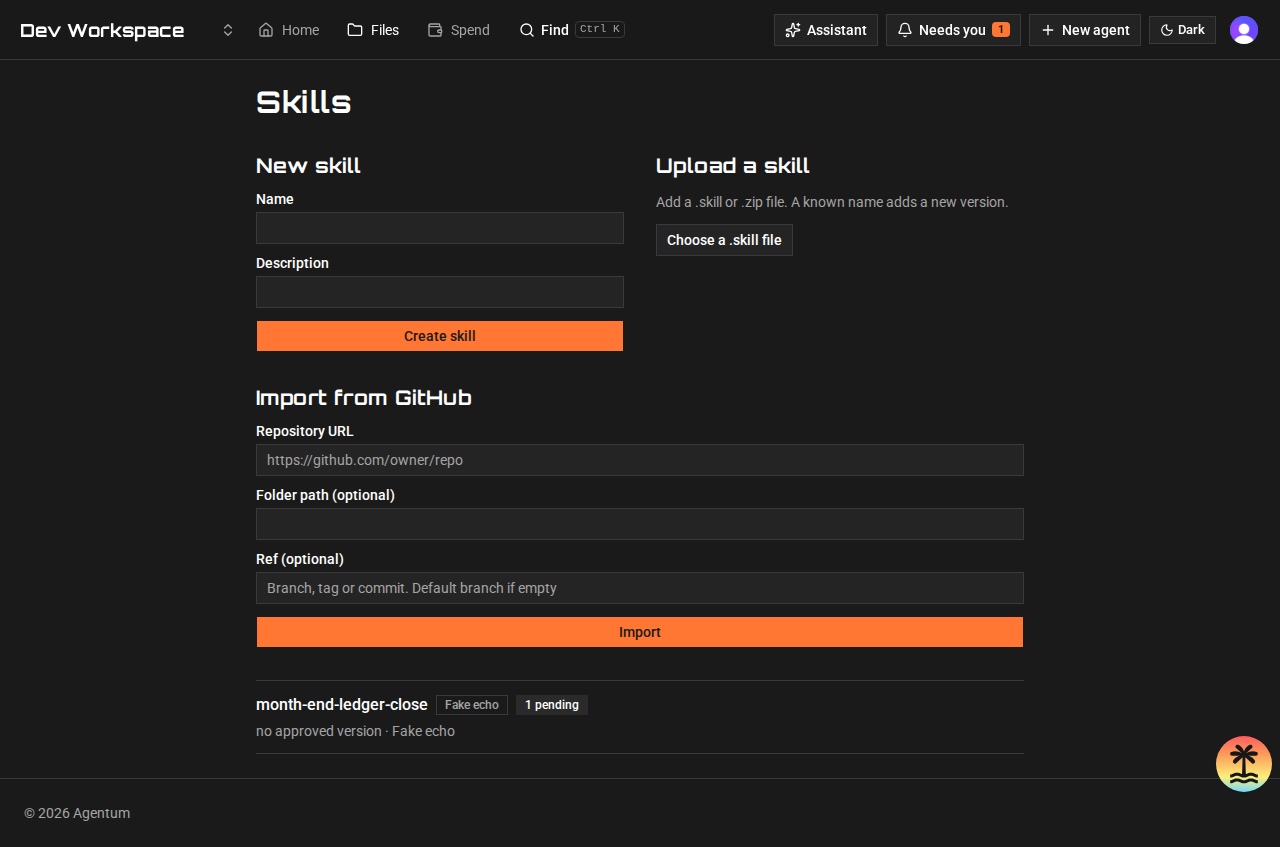 Dev Workspace
Home
Files
Spend
Find Ctrl K
Assistant
Needs you 1
New agent
Dark
Skills
New skill
Name
Description
Create skill
Upload a skill
Add a .skill or .zip file. A known name adds a new version.
Choose a .skill file
Import from GitHub
Repository URL
https://github.com/owner/repo
Folder path (optional)
Ref (optional)
Branch, tag or commit. Default branch if empty
Import
month-end-ledger-close Fake echo 1 pending
no approved version · Fake echo
© 2026 Agentum